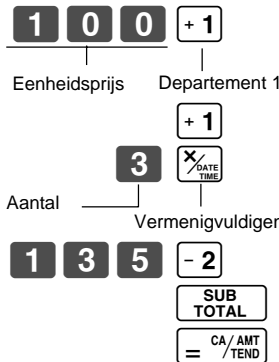 1 0 0 + 1
Eenheidsprijs Departement 1
+ 1
3 ×/DATE TIME
Aantal
Vermenigvuldigen
1 3 5 - 2
SUB TOTAL
= CA/AMT TEND